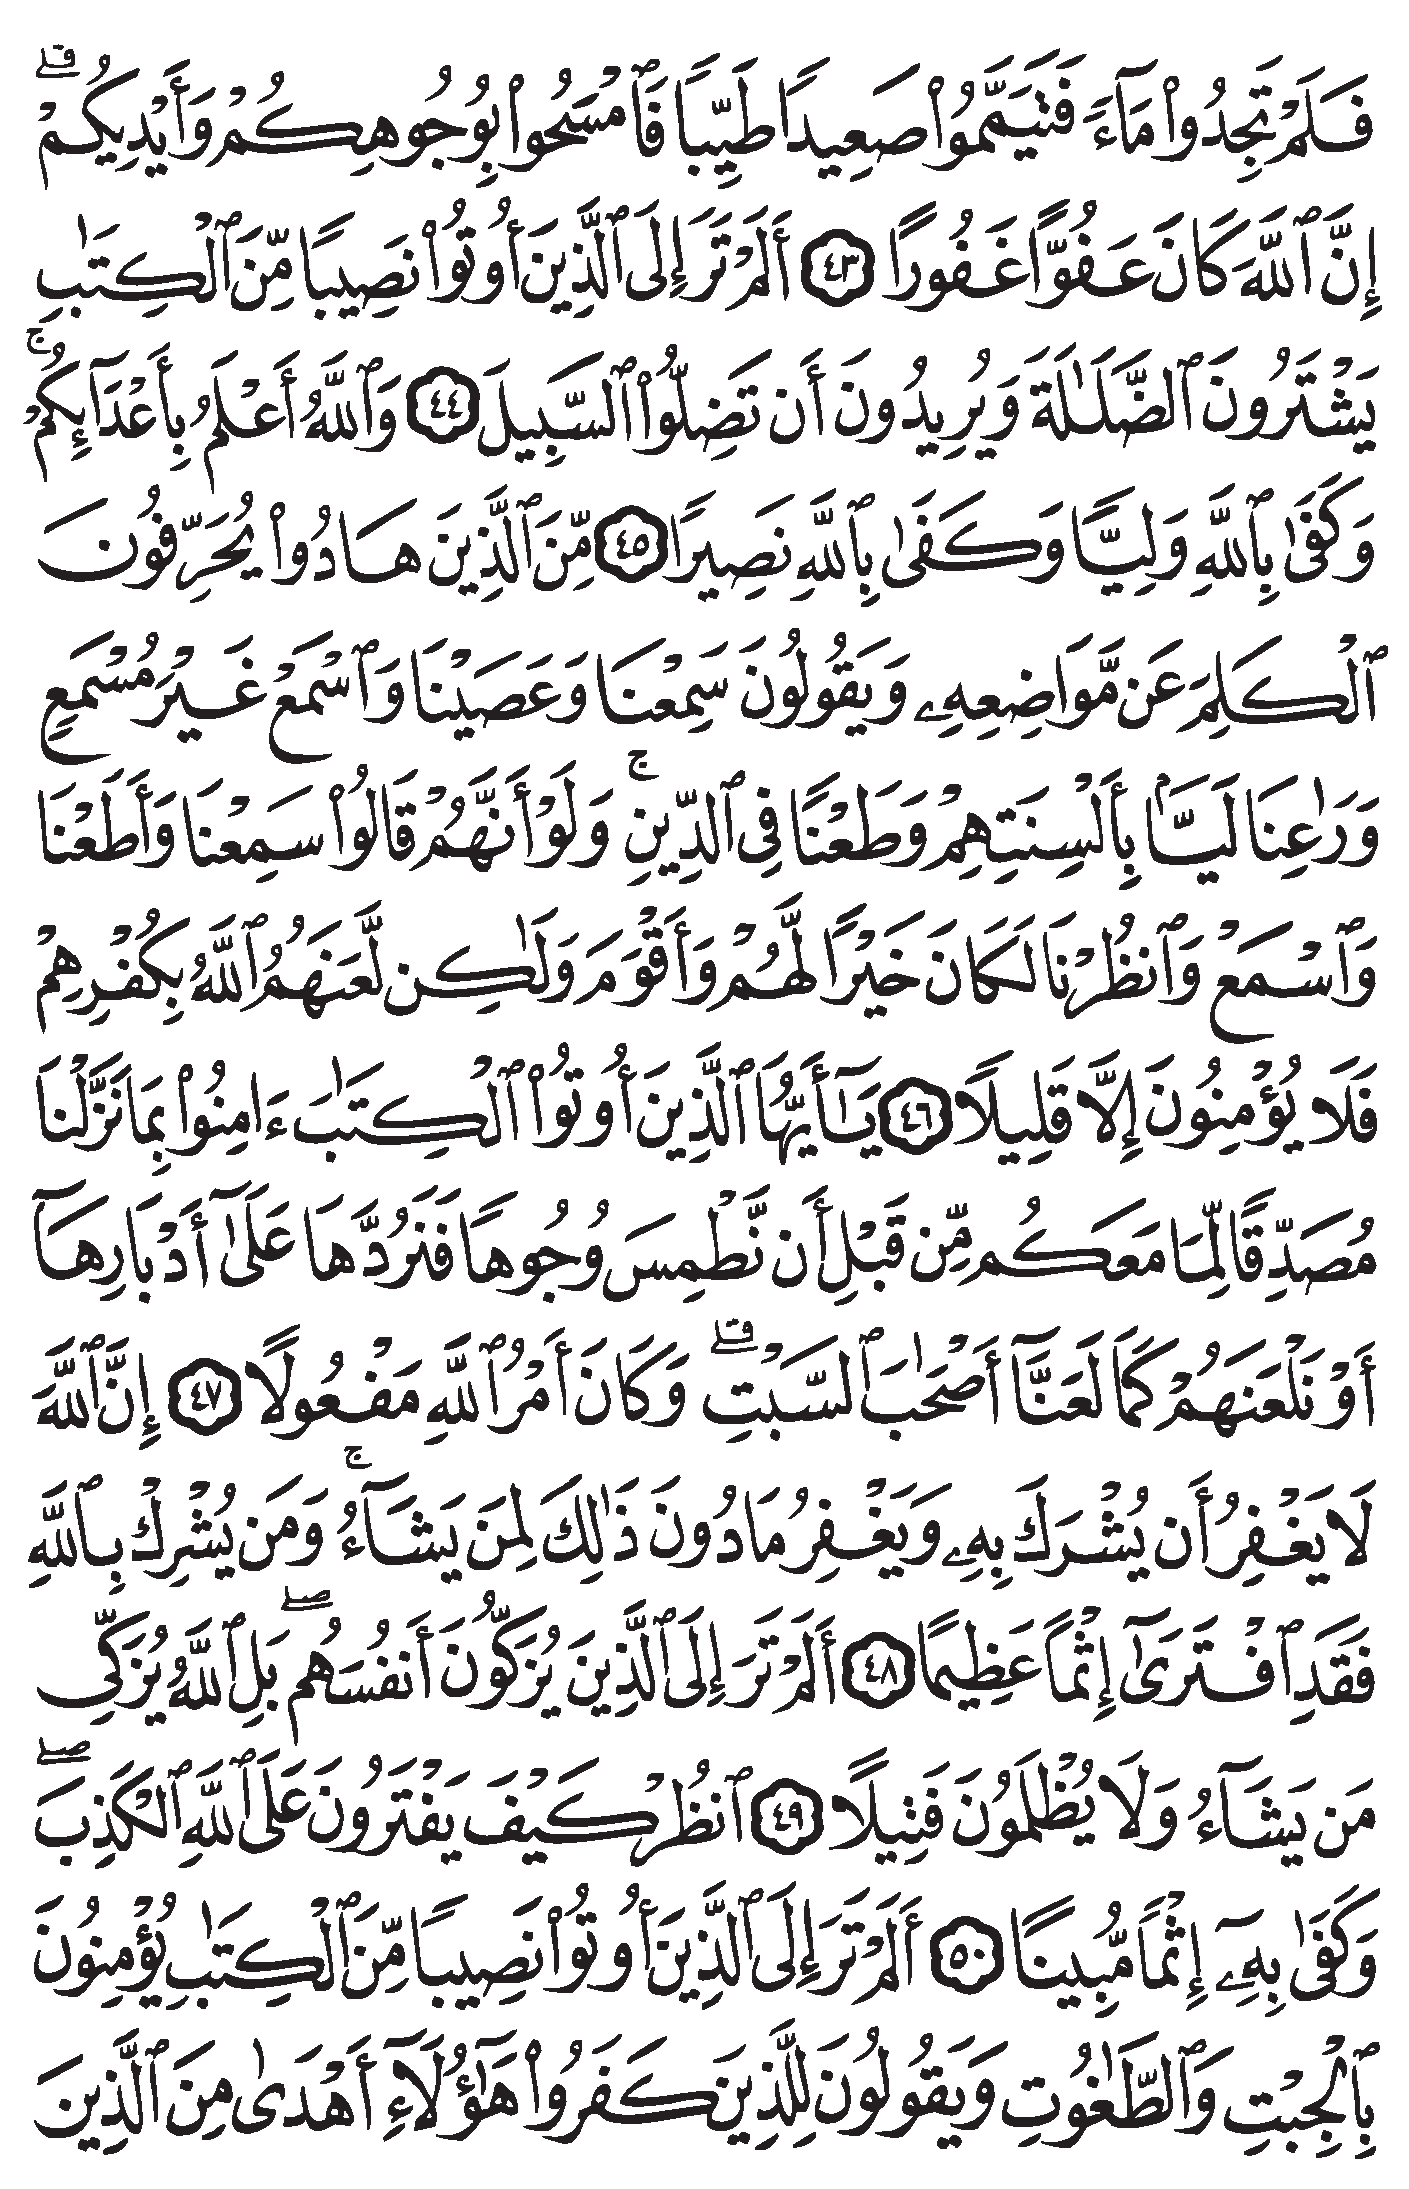 فَلَمْ تَجِدُوا۟ مَآءً فَتَيَمَّمُوا۟ صَعِيدًا طَيِّبًا فَٱمْسَحُوا۟ بِوُجُوهِكُمْ وَأَيْدِيكُمْ ۗ
إِنَّ ٱللَّهَ كَانَ عَفُوًّا غَفُورًا ٤٣ أَلَمْ تَرَ إِلَى ٱلَّذِينَ أُوتُوا۟ نَصِيبًا مِّنَ ٱلْكِتَٰبِ
يَشْتَرُونَ ٱلضَّلَٰلَةَ وَيُرِيدُونَ أَن تَضِلُّوا۟ ٱلسَّبِيلَ ٤٤ وَٱللَّهُ أَعْلَمُ بِأَعْدَآئِكُمْ ۚ
وَكَفَىٰ بِٱللَّهِ وَلِيًّا وَكَفَىٰ بِٱللَّهِ نَصِيرًا ٤٥ مِّنَ ٱلَّذِينَ هَادُوا۟ يُحَرِّفُونَ
ٱلْكَلِمَ عَن مَّوَاضِعِهِۦ وَيَقُولُونَ سَمِعْنَا وَعَصَيْنَا وَٱسْمَعْ غَيْرَ مُسْمَعٍ
وَرَٰعِنَا لَيًّۢا بِأَلْسِنَتِهِمْ وَطَعْنًا فِى ٱلدِّينِ ۚ وَلَوْ أَنَّهُمْ قَالُوا۟ سَمِعْنَا وَأَطَعْنَا
وَٱسْمَعْ وَٱنظُرْنَا لَكَانَ خَيْرًا لَّهُمْ وَأَقْوَمَ وَلَٰكِن لَّعَنَهُمُ ٱللَّهُ بِكُفْرِهِمْ
فَلَا يُؤْمِنُونَ إِلَّا قَلِيلًا ٤٦ يَٰٓأَيُّهَا ٱلَّذِينَ أُوتُوا۟ ٱلْكِتَٰبَ ءَامِنُوا۟ بِمَا نَزَّلْنَا
مُصَدِّقًا لِّمَا مَعَكُم مِّن قَبْلِ أَن نَّطْمِسَ وُجُوهًا فَنَرُدَّهَا عَلَىٰٓ أَدْبَارِهَآ
أَوْ نَلْعَنَهُمْ كَمَا لَعَنَّآ أَصْحَٰبَ ٱلسَّبْتِ ۗ وَكَانَ أَمْرُ ٱللَّهِ مَفْعُولًا ٤٧ إِنَّ ٱللَّهَ
لَا يَغْفِرُ أَن يُشْرَكَ بِهِۦ وَيَغْفِرُ مَا دُونَ ذَٰلِكَ لِمَن يَشَآءُ ۚ وَمَن يُشْرِكْ بِٱللَّهِ
فَقَدِ ٱفْتَرَىٰٓ إِثْمًا عَظِيمًا ٤٨ أَلَمْ تَرَ إِلَى ٱلَّذِينَ يُزَكُّونَ أَنفُسَهُم ۖ بَلِ ٱللَّهُ يُزَكِّى
مَن يَشَآءُ وَلَا يُظْلَمُونَ فَتِيلًا ٤٩ ٱنظُرْ كَيْفَ يَفْتَرُونَ عَلَى ٱللَّهِ ٱلْكَذِبَ ۖ
وَكَفَىٰ بِهِۦٓ إِثْمًا مُّبِينًا ٥٠ أَلَمْ تَرَ إِلَى ٱلَّذِينَ أُوتُوا۟ نَصِيبًا مِّنَ ٱلْكِتَٰبِ يُؤْمِنُونَ
بِٱلْجِبْتِ وَٱلطَّٰغُوتِ وَيَقُولُونَ لِلَّذِينَ كَفَرُوا۟ هَٰٓؤُلَآءِ أَهْدَىٰ مِنَ ٱلَّذِينَ